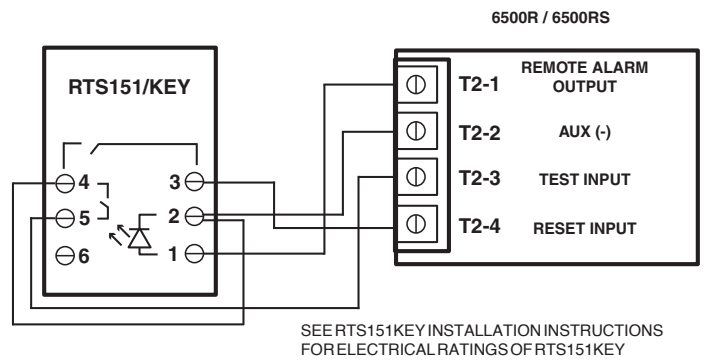 6500R / 6500RS
RTS151/KEY
4
3
5
2
6
1
T2-1 REMOTE ALARM
OUTPUT
T2-2 AUX (-)
T2-3 TEST INPUT
T2-4 RESET INPUT
SEE RTS151KEY INSTALLATION INSTRUCTIONS
FOR ELECTRICAL RATINGS OF RTS151KEY